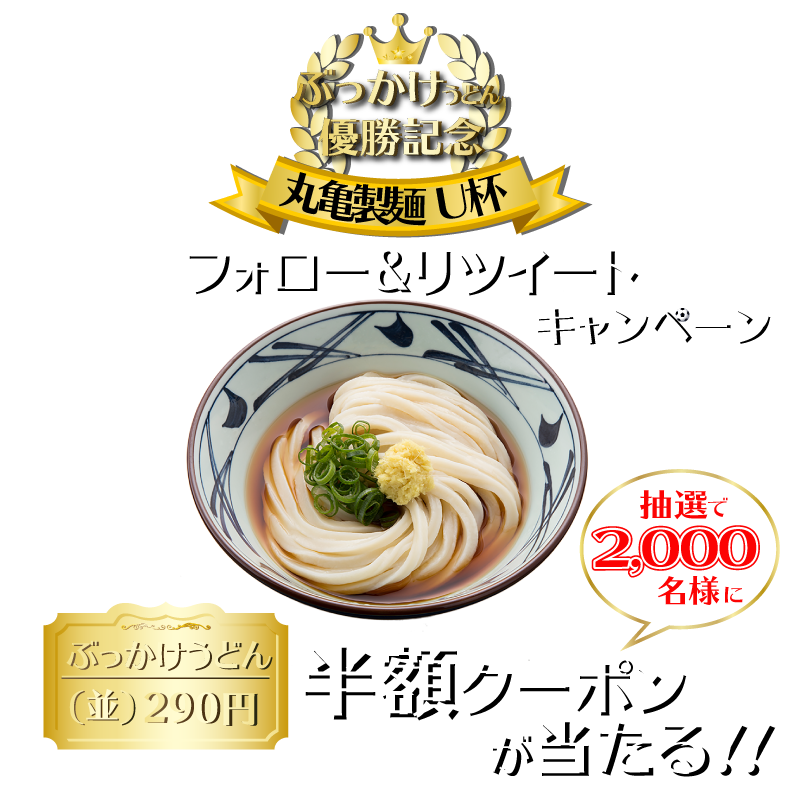 ぶっかけうどん
優勝記念
丸亀製麺 U杯
フォロー&リツイート
キャンペーン
抽選で
2,000
名様に
ぶっかけうどん
(並) 290円
半額クーポン
が当たる!!